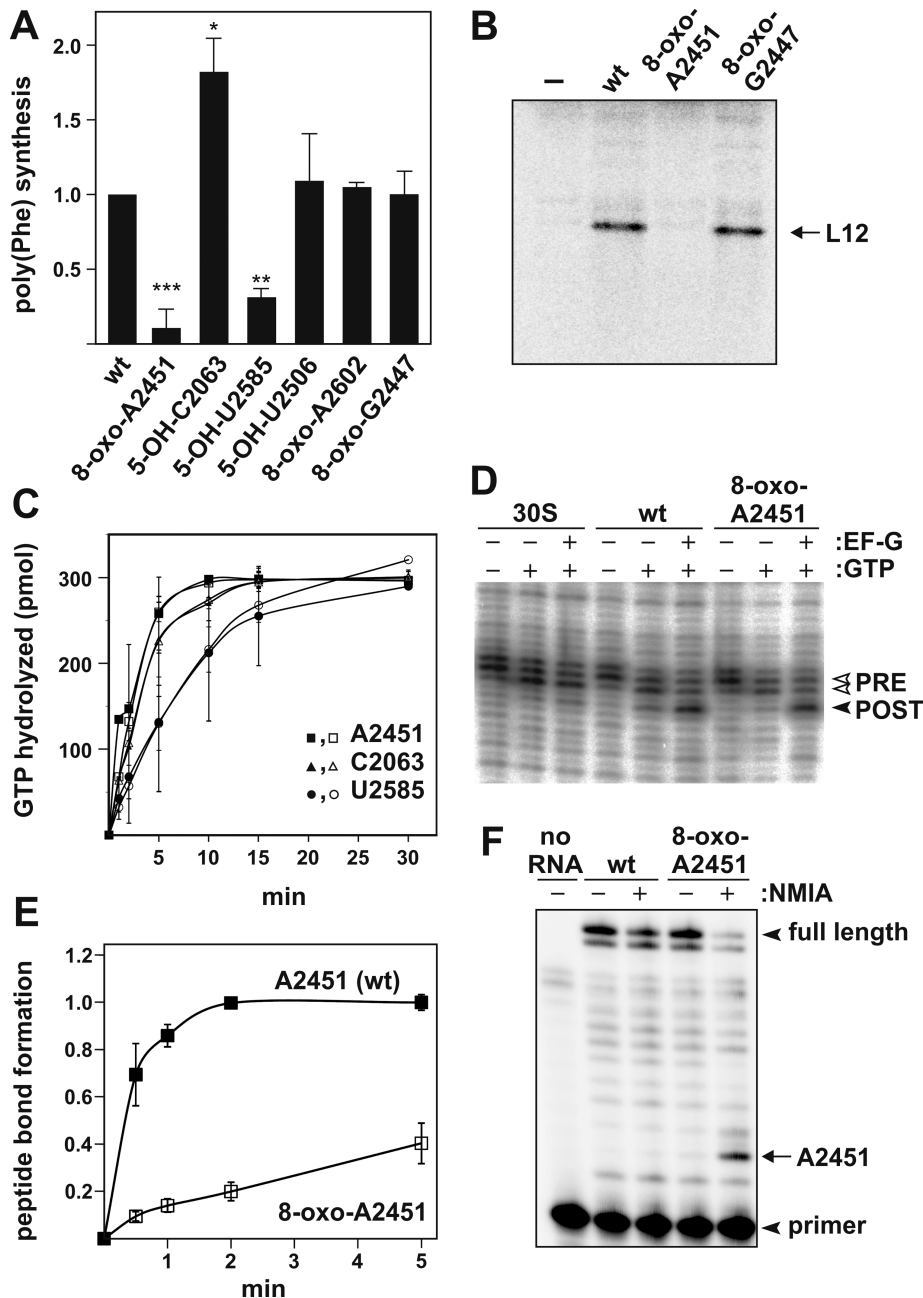 A
poly(Phe) synthesis
2.0
1.5
1.0
0.5
*
***
**
wt
8-oxo-A2451
5-OH-C2063
5-OH-U2585
5-OH-U2506
8-oxo-A2602
8-oxo-G2447
B
– wt 8-oxo-A2451 8-oxo-G2447
L12
C
GTP hydrolyzed (pmol)
300
200
100
■,□ A2451
▲,△ C2063
●,○ U2585
5 10 15 20 25 30
min
D
30S wt 8-oxo-A2451
– – + – – + – – + :EF-G
– + + – + + – + + :GTP
PRE
POST
E
peptide bond formation
1.0
0.8
0.6
0.4
0.2
A2451 (wt)
8-oxo-A2451
1 2 3 4 5
min
F
no RNA wt 8-oxo-A2451
– – + – + :NMIA
full length
A2451
primer